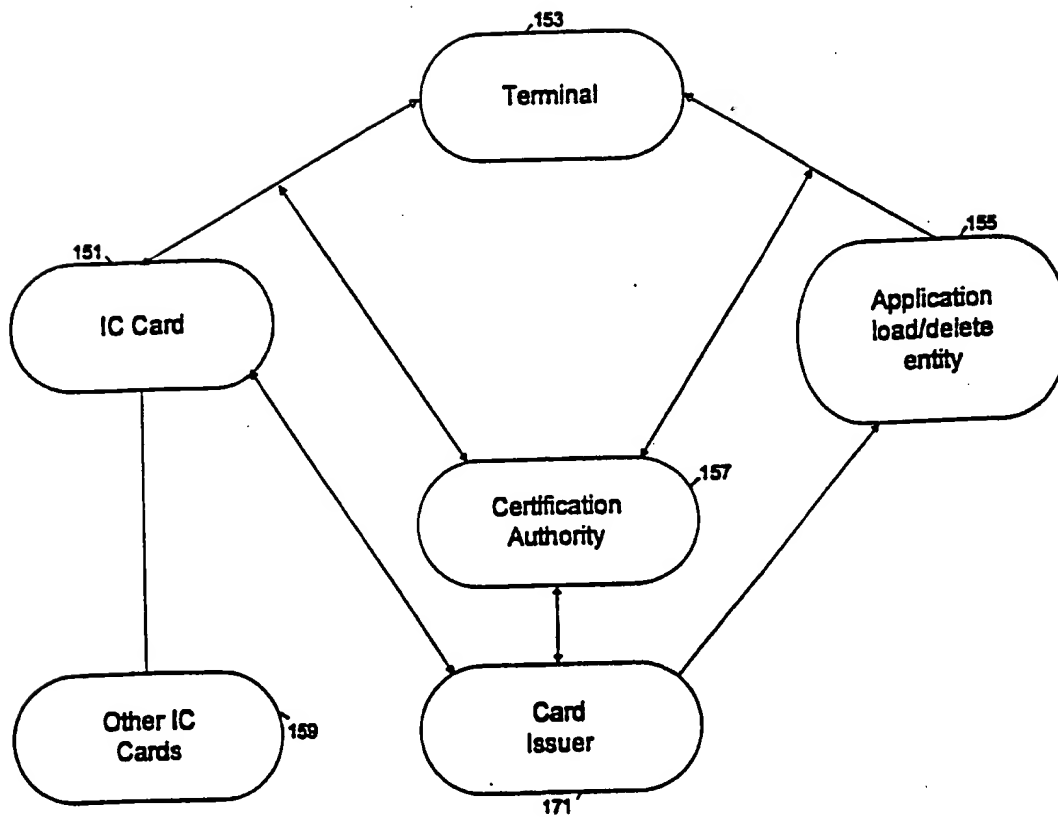 153
Terminal
151
IC Card
155
Application
load/delete
entity
157
Certification
Authority
Other IC
Cards
159
Card
Issuer
171